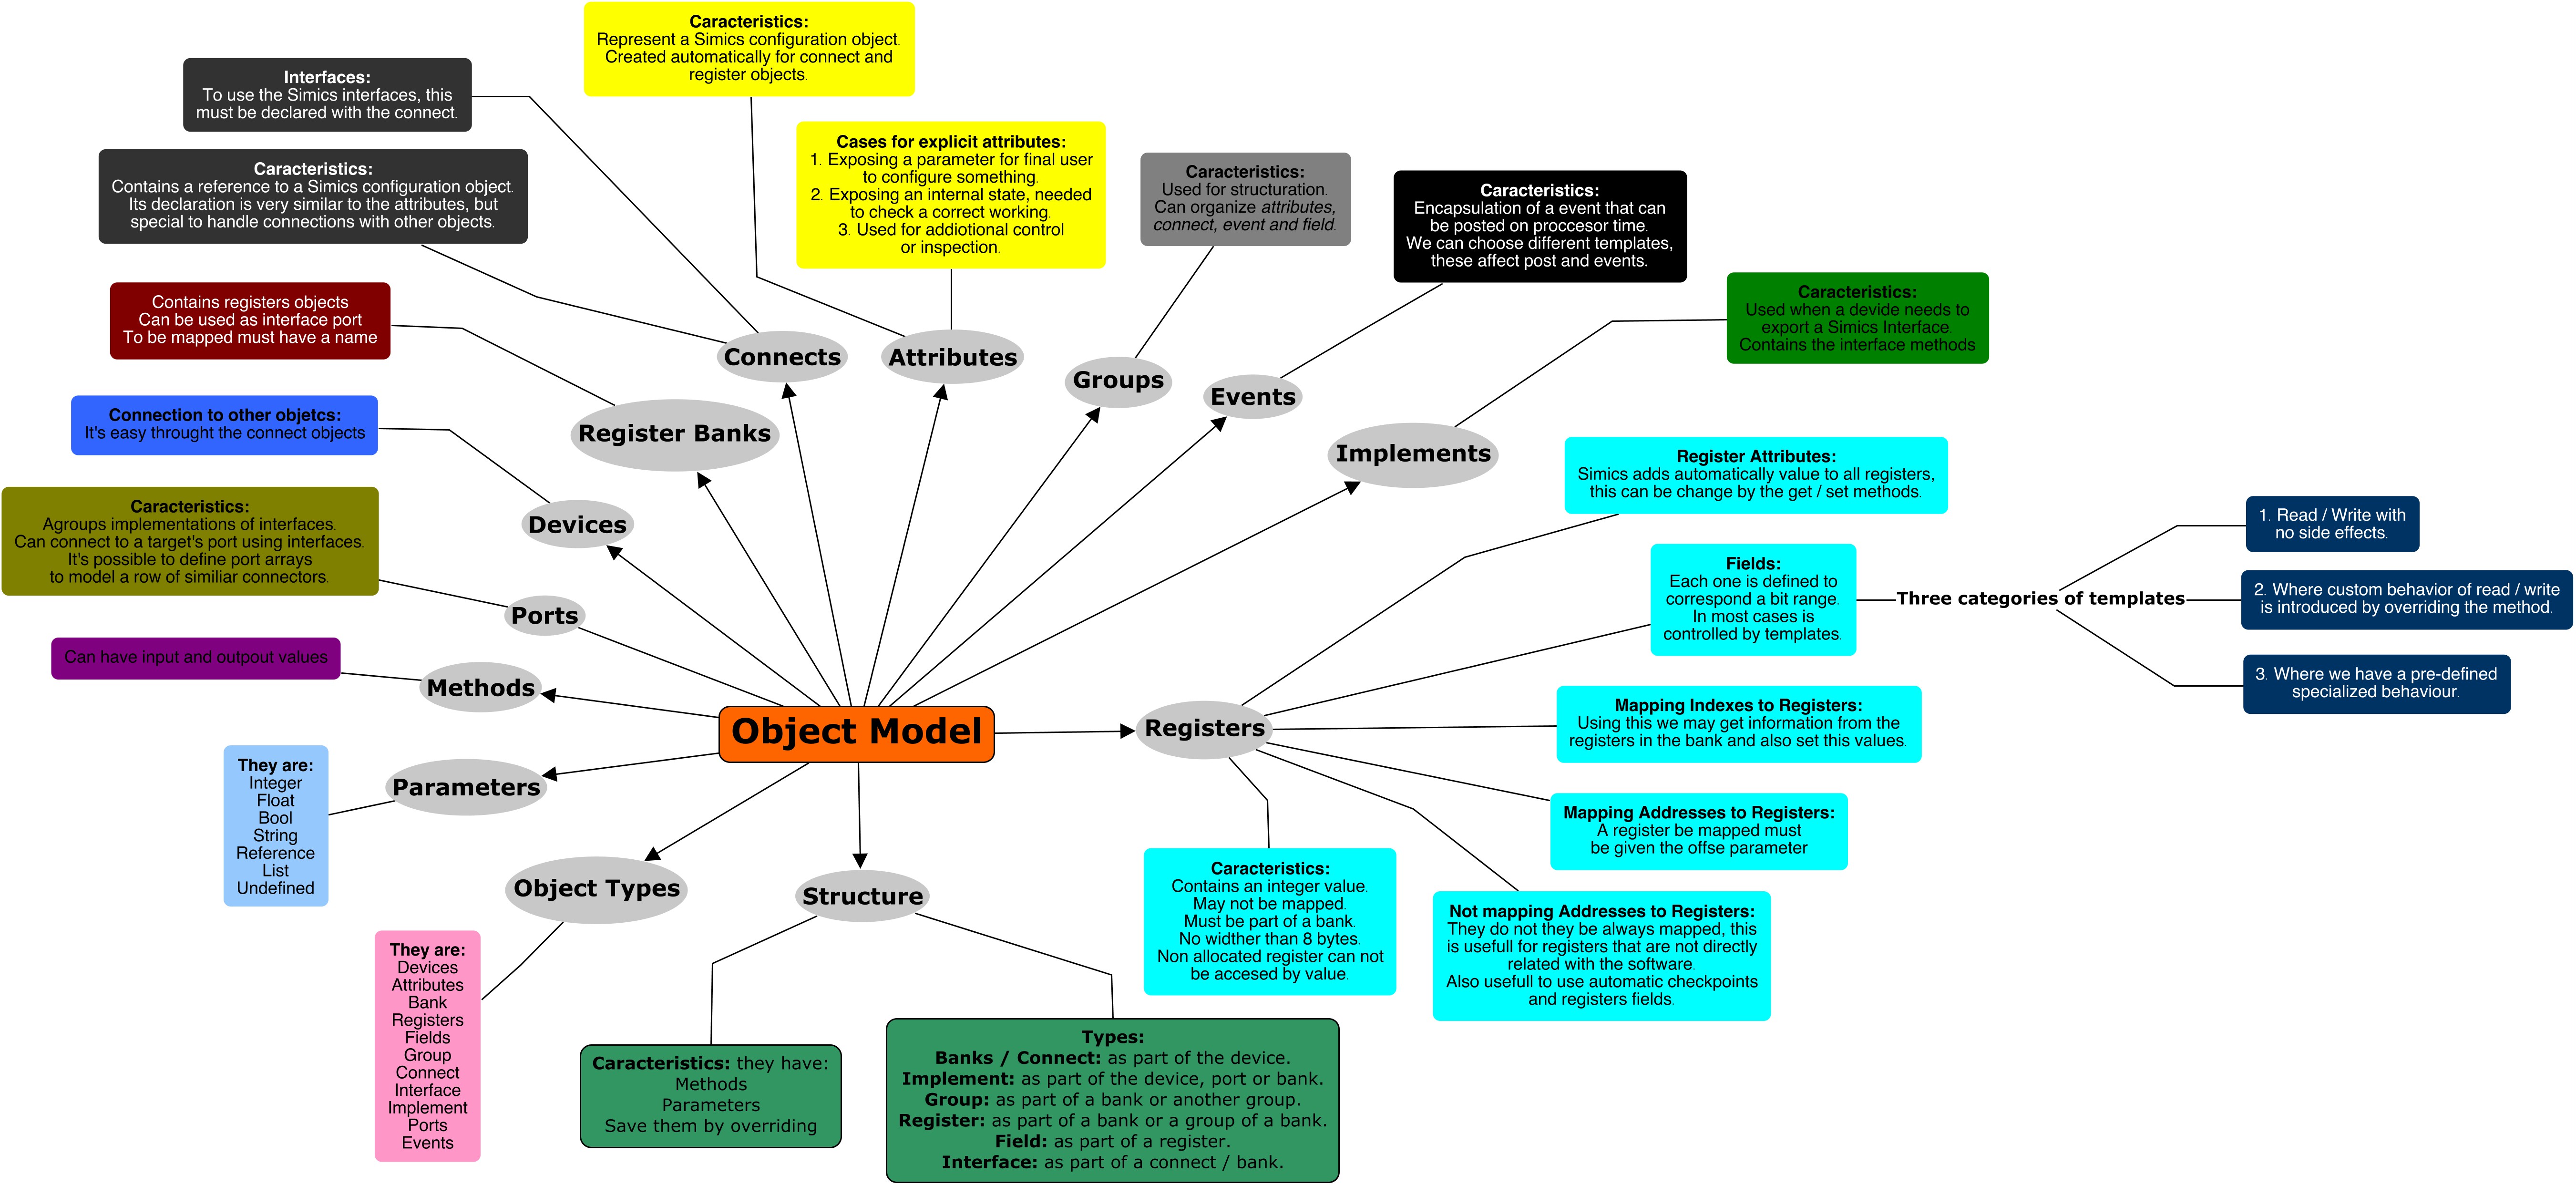 Caracteristics:
Represent a Simics configuration object.
Created automatically for connect and
register objects.
Interfaces:
To use the Simics interfaces, this
must be declared with the connect.
Cases for explicit attributes:
1. Exposing a parameter for final user
to configure something.
2. Exposing an internal state, needed
to check a correct working.
3. Used for addiotional control
or inspection.
Caracteristics:
Contains a reference to a Simics configuration object.
Its declaration is very similar to the attributes, but
special to handle connections with other objects.
Caracteristics:
Used for structuration.
Can organize attributes,
connect, event and field.
Caracteristics:
Encapsulation of a event that can
be posted on proccesor time.
We can choose different templates,
these affect post and events.
Caracteristics:
Used when a devide needs to
export a Simics Interface.
Contains the interface methods
Contains registers objects
Can be used as interface port
To be mapped must have a name
Connects
Attributes
Groups
Events
Implements
Register Banks
Connection to other objetcs:
It's easy throught the connect objects
Devices
Caracteristics:
Agroups implementations of interfaces.
Can connect to a target's port using interfaces.
It's possible to define port arrays
to model a row of similiar connectors.
Ports
Can have input and outpout values
Methods
Object Model
Registers
Register Attributes:
Simics adds automatically value to all registers,
this can be change by the get / set methods.
Fields:
Each one is defined to
correspond a bit range.
In most cases is
controlled by templates.
Three categories of templates
1. Read / Write with
no side effects.
2. Where custom behavior of read / write
is introduced by overriding the method.
3. Where we have a pre-defined
specialized behaviour.
Mapping Indexes to Registers:
Using this we may get information from the
registers in the bank and also set this values.
Mapping Addresses to Registers:
A register be mapped must
be given the offse parameter
Not mapping Addresses to Registers:
They do not they be always mapped, this
is usefull for registers that are not directly
related with the software.
Also usefull to use automatic checkpoints
and registers fields.
Caracteristics:
Contains an integer value.
May not be mapped.
Must be part of a bank.
No widther than 8 bytes.
Non allocated register can not
be accesed by value.
Parameters
They are:
Integer
Float
Bool
String
Reference
List
Undefined
Object Types
They are:
Devices
Attributes
Bank
Registers
Fields
Group
Connect
Interface
Implement
Ports
Events
Structure
Caracteristics: they have:
Methods
Parameters
Save them by overriding
Types:
Banks / Connect: as part of the device.
Implement: as part of the device, port or bank.
Group: as part of a bank or another group.
Register: as part of a bank or a group of a bank.
Field: as part of a register.
Interface: as part of a connect / bank.